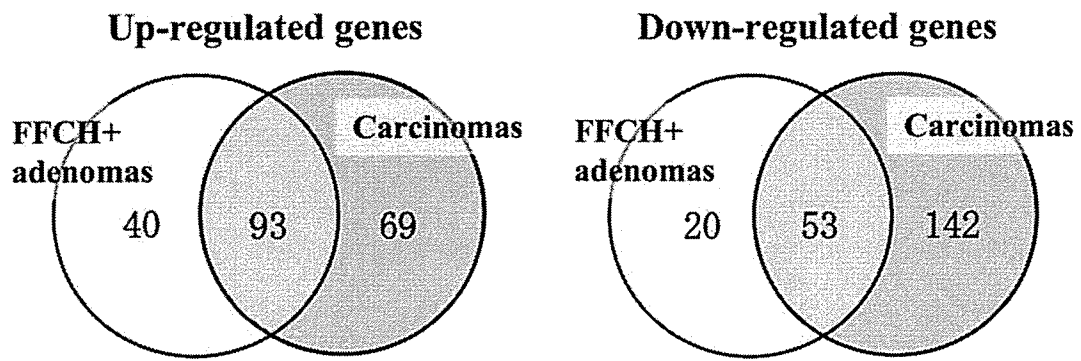 Up-regulated genes
FFCH+
adenomas
Carcinomas
40
93
69
Down-regulated genes
FFCH+
adenomas
Carcinomas
20
53
142